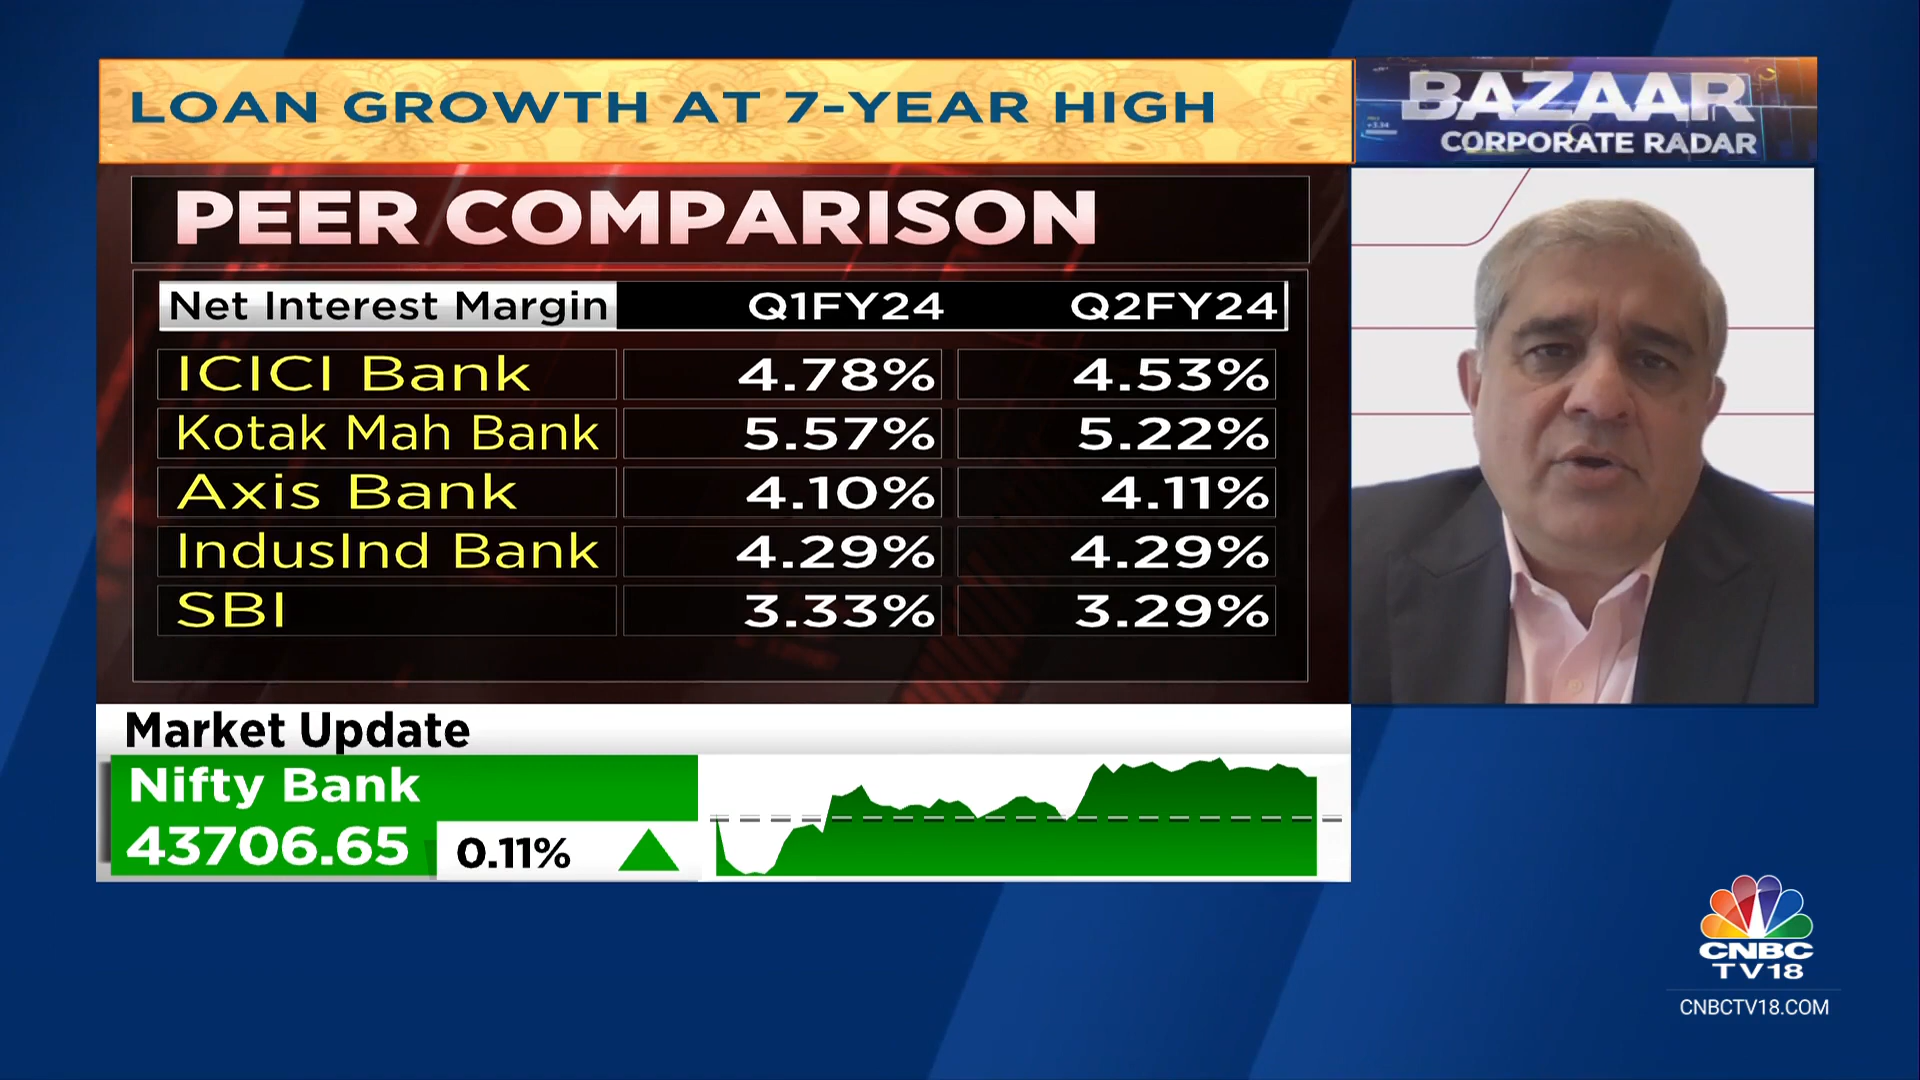 LOAN GROWTH AT 7-YEAR HIGH
BAZAAR
+3.34
CORPORATE RADAR
PEER COMPARISON
Net Interest Margin Q1FY24 Q2FY24
ICICI Bank 4.78% 4.53%
Kotak Mah Bank 5.57% 5.22%
Axis Bank 4.10% 4.11%
IndusInd Bank 4.29% 4.29%
SBI 3.33% 3.29%
Market Update
Nifty Bank
43706.65 0.11%
CNBC
TV18
CNBCTV18.COM